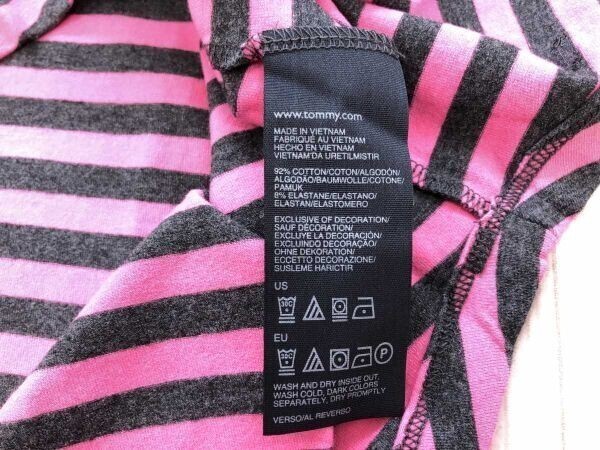 www.tommy.com
MADE IN VIETNAM
FABRIQUÉ AU VIETNAM
HECHO EN VIETNAM
VIETNAM'DA URETILMISTIR
92% COTTON/COTON/ALGODÓN/
ALGODÃO/BAUMWOLLE/COTONE/
PAMUK
8% ELASTANE/ELASTANO/
ELASTAN/ELASTOMERO
EXCLUSIVE OF DECORATION/
SAUF DÉCORATION/
EXCLUYE LA DECORACIÓN/
EXCLUINDO DECORAÇÃO/
OHNE DEKORATION/
ECCETTO DECORAZIONE/
SUSLEME HARICTIR
US
30C
EU
30C P
WASH AND DRY INSIDE OUT
WASH COLD, DARK COLORS
SEPARATELY, DRY PROMPTLY
VERSO/AL REVERSO